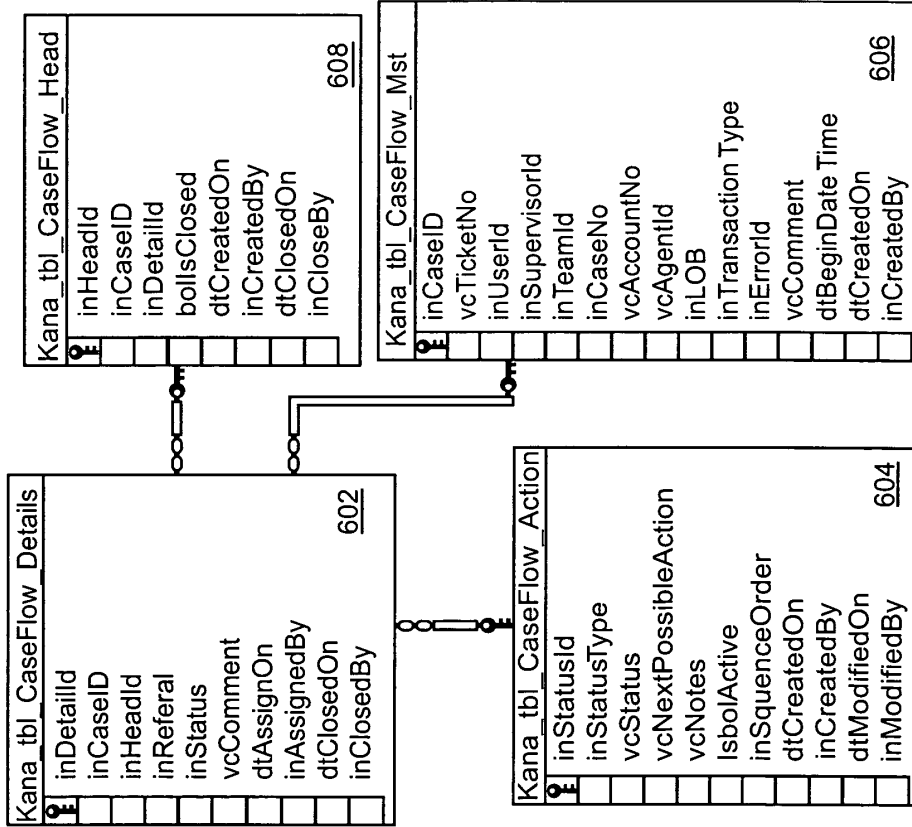 Kana_tbl_CaseFlow_Details
inDetailId
inCaseID
inHeadId
inReferal
inStatus
vcComment
dtAssignOn
inAssignedBy
dtClosedOn
inClosedBy
602
Kana_tbl_CaseFlow_Head
inHeadId
inCaseID
inDetailId
bolIsClosed
dtCreatedOn
inCreatedBy
dtClosedOn
inCloseBy
608
Kana_tbl_CaseFlow_Action
inStatusId
inStatusType
vcStatus
vcNextPossibleAction
vcNotes
IsbolActive
inSquenceOrder
dtCreatedOn
inCreatedBy
dtModifiedOn
inModifiedBy
604
Kana_tbl_CaseFlow_Mst
inCaseID
vcTicketNo
inUserId
inSupervisorId
inTeamId
inCaseNo
vcAccountNo
vcAgentId
inLOB
inTransaction Type
inErrorId
vcComment
dtBeginDate Time
dtCreatedOn
inCreatedBy
606